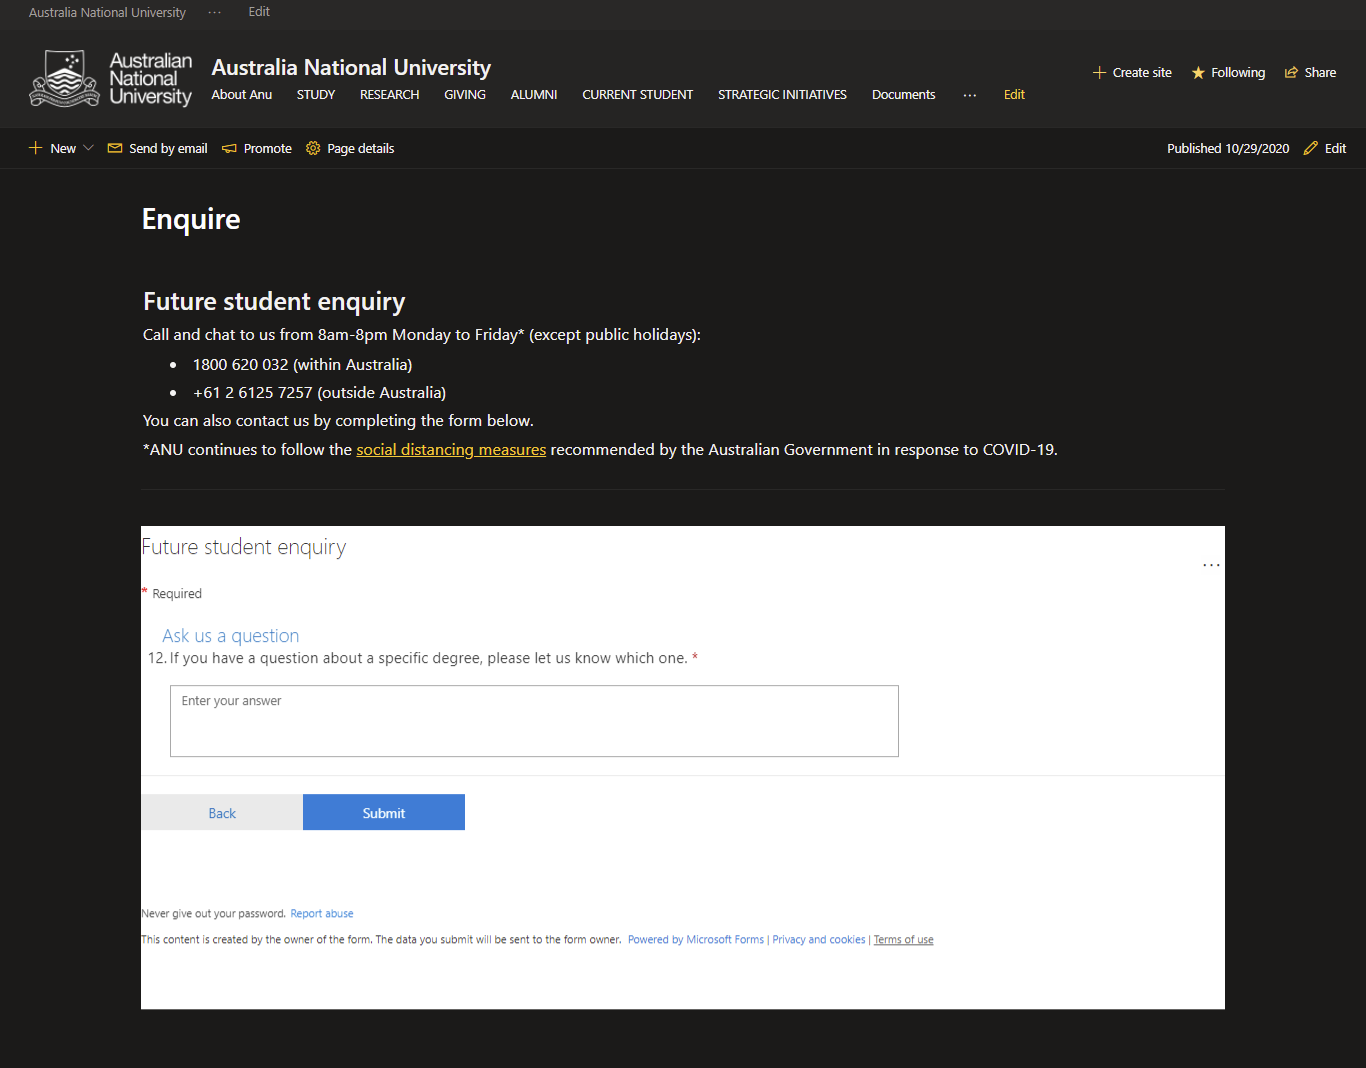 Australia National University ··· Edit
Australian
National
University
Australia National University
About Anu STUDY RESEARCH GIVING ALUMNI CURRENT STUDENT STRATEGIC INITIATIVES Documents ··· Edit
Create site Following Share
New Send by email Promote Page details Published 10/29/2020 Edit
Enquire
Future student enquiry
Call and chat to us from 8am-8pm Monday to Friday* (except public holidays):
• 1800 620 032 (within Australia)
• +61 2 6125 7257 (outside Australia)
You can also contact us by completing the form below.
*ANU continues to follow the social distancing measures recommended by the Australian Government in response to COVID-19.
Future student enquiry
···
* Required
Ask us a question
12. If you have a question about a specific degree, please let us know which one. *
Enter your answer
Back Submit
Never give out your password. Report abuse
This content is created by the owner of the form. The data you submit will be sent to the form owner. Powered by Microsoft Forms | Privacy and cookies | Terms of use